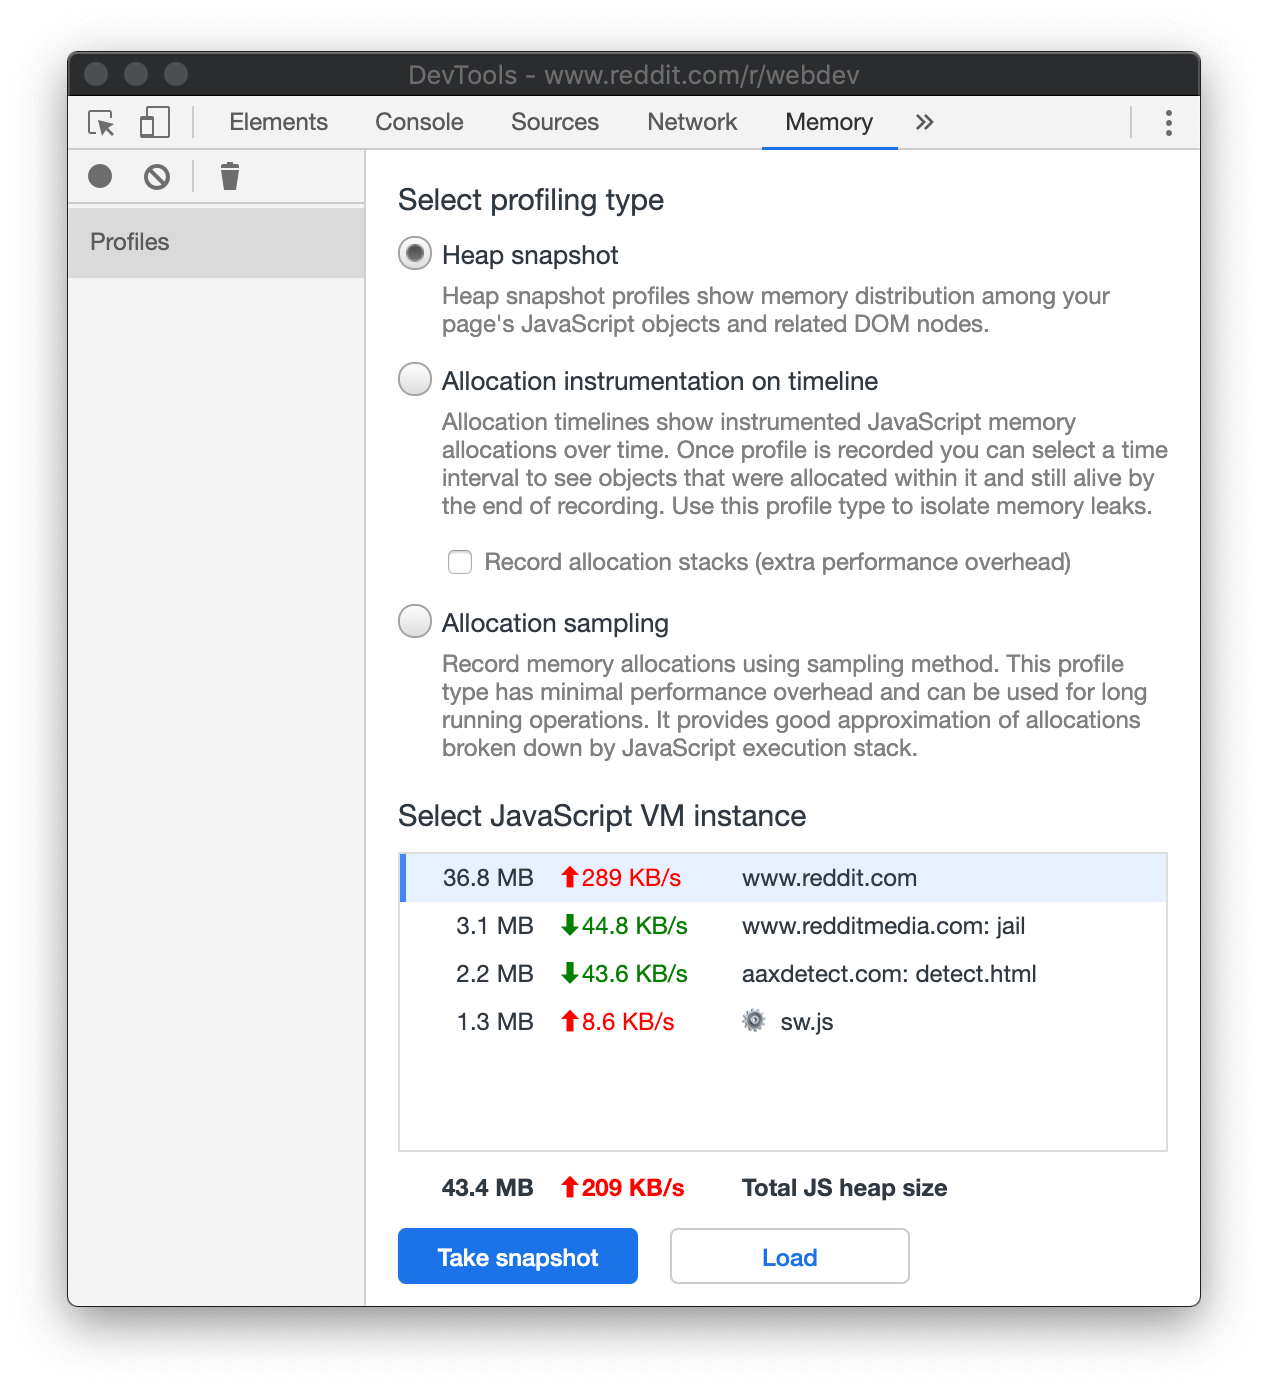 DevTools - www.reddit.com/r/webdev
Elements Console Sources Network Memory »
Profiles
Select profiling type
Heap snapshot
Heap snapshot profiles show memory distribution among your
page's JavaScript objects and related DOM nodes.
Allocation instrumentation on timeline
Allocation timelines show instrumented JavaScript memory
allocations over time. Once profile is recorded you can select a time
interval to see objects that were allocated within it and still alive by
the end of recording. Use this profile type to isolate memory leaks.
Record allocation stacks (extra performance overhead)
Allocation sampling
Record memory allocations using sampling method. This profile
type has minimal performance overhead and can be used for long
running operations. It provides good approximation of allocations
broken down by JavaScript execution stack.
Select JavaScript VM instance
36.8 MB ⬆289 KB/s www.reddit.com
3.1 MB ⬇44.8 KB/s www.redditmedia.com: jail
2.2 MB ⬇43.6 KB/s aaxdetect.com: detect.html
1.3 MB ⬆8.6 KB/s sw.js
43.4 MB ⬆209 KB/s Total JS heap size
Take snapshot Load